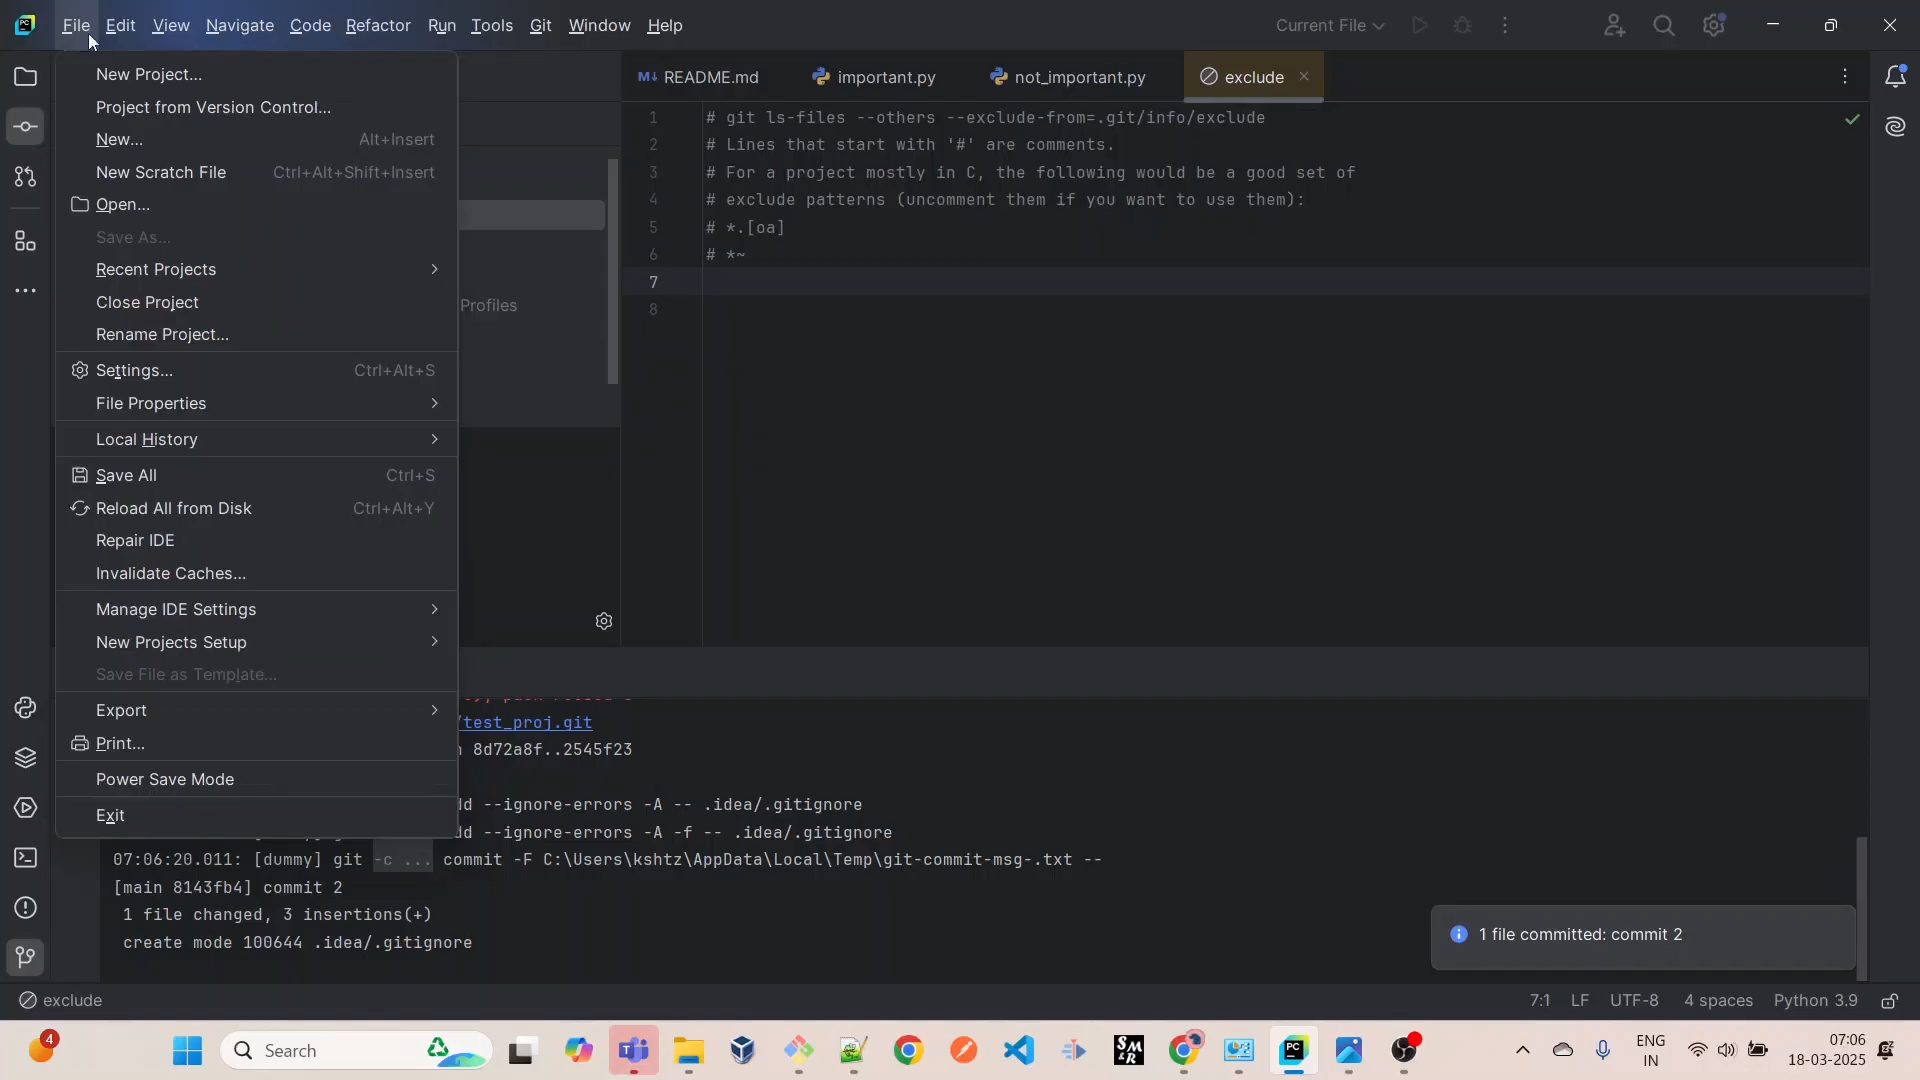 PC File Edit View Navigate Code Refactor Run Tools Git Window Help Current File
New Project...
Project from Version Control...
New... Alt+Insert
New Scratch File Ctrl+Alt+Shift+Insert
Open...
Save As...
Recent Projects
Close Project
Rename Project...
Settings... Ctrl+Alt+S
File Properties
Local History
Save All Ctrl+S
Reload All from Disk Ctrl+Alt+Y
Repair IDE
Invalidate Caches...
Manage IDE Settings
New Projects Setup
Save File as Template...
Export
Print...
Power Save Mode
Exit
Profiles
M↓ README.md important.py not_important.py exclude
1 # git ls-files --others --exclude-from=.git/info/exclude
2 # Lines that start with '#' are comments.
3 # For a project mostly in C, the following would be a good set of
4 # exclude patterns (uncomment them if you want to use them):
5 # *.[oa]
6 # *~
7
8
/test_proj.git
8d72a8f..2545f23
dd --ignore-errors -A -- .idea/.gitignore
dd --ignore-errors -A -f -- .idea/.gitignore
07:06:20.011: [dummy] git -c ... commit -F C:\Users\kshtz\AppData\Local\Temp\git-commit-msg-.txt --
[main 8143fb4] commit 2
1 file changed, 3 insertions(+)
create mode 100644 .idea/.gitignore
1 file committed: commit 2
exclude 7:1 LF UTF-8 4 spaces Python 3.9
4 Search SM &R PC ENG IN 07:06 18-03-2025